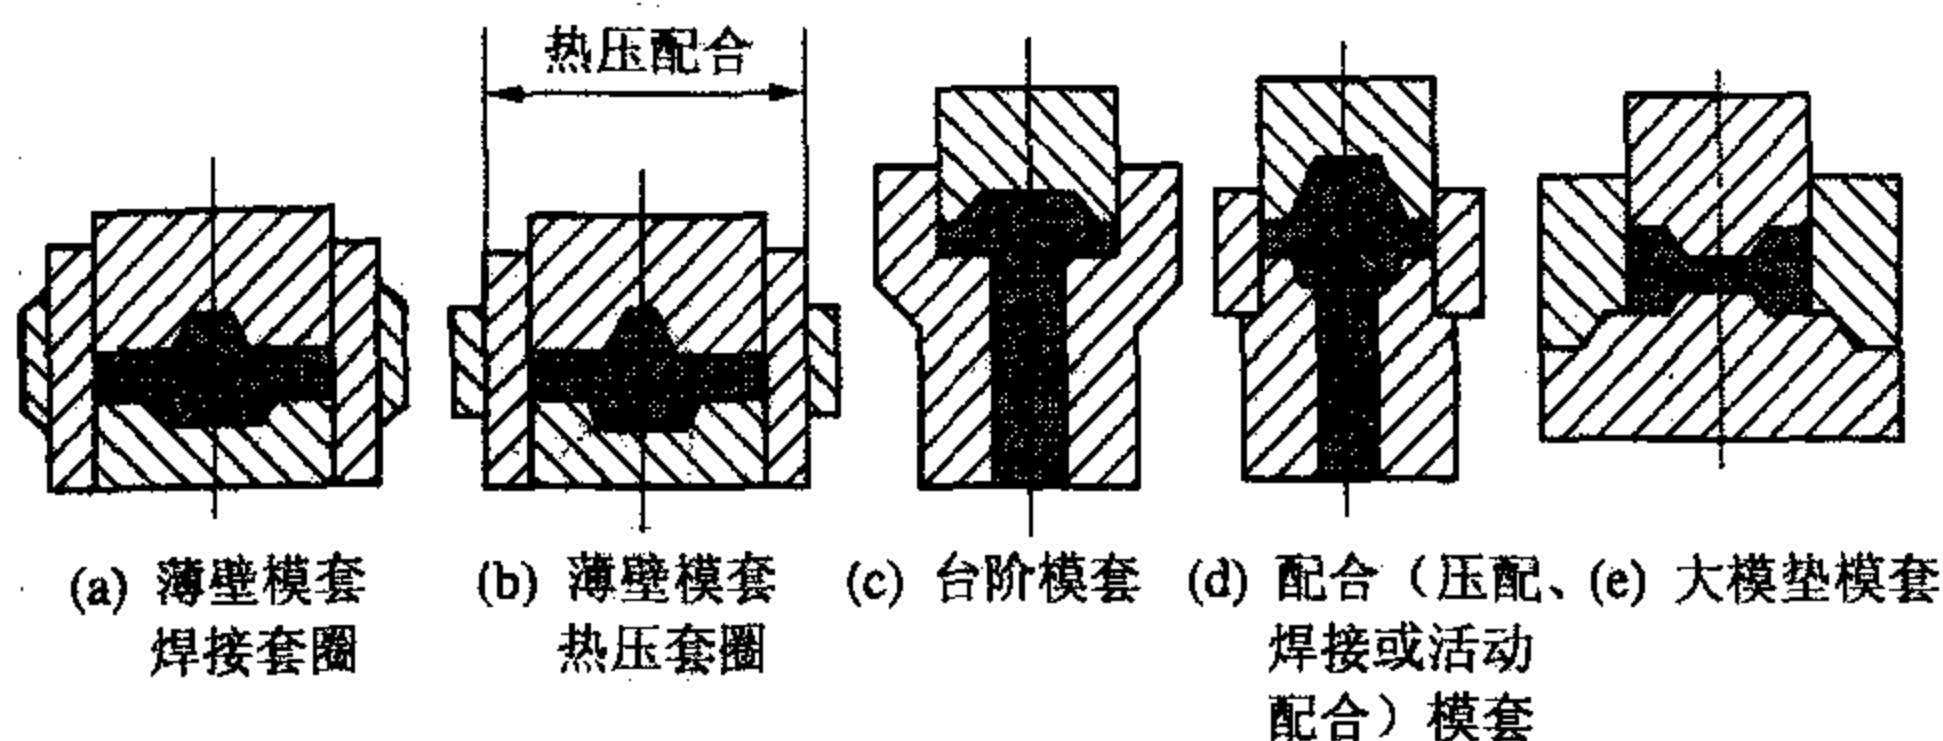 热压配合
(a) 薄壁模套
焊接套圈
(b) 薄壁模套
热压套圈
(c) 台阶模套
(d) 配合（压配、
焊接或活动
配合）模套
(e) 大模垫模套